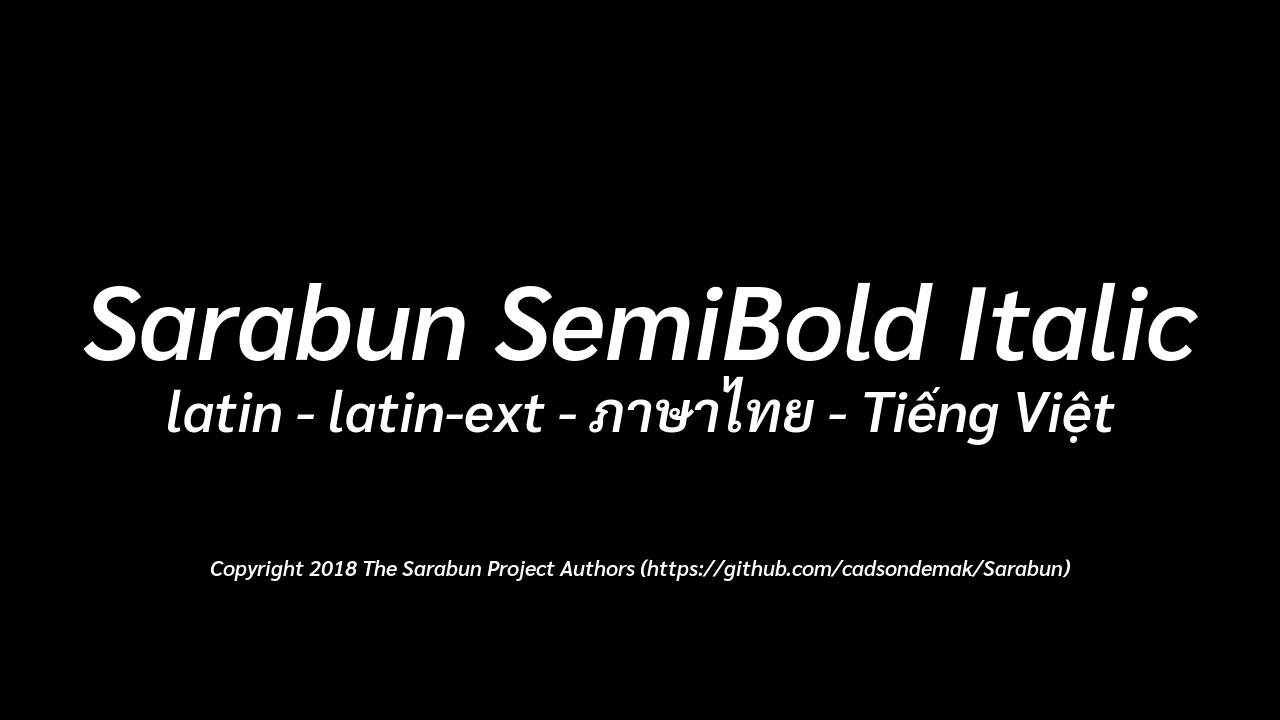 Sarabun SemiBold Italic
latin - latin-ext - ภาษาไทย - Tiếng Việt
Copyright 2018 The Sarabun Project Authors (https://github.com/cadsondemak/Sarabun)